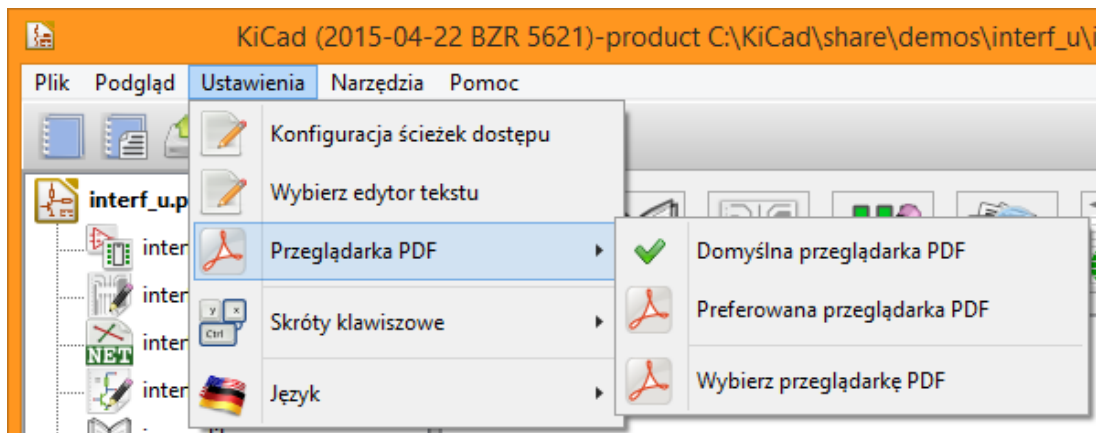 KiCad (2015-04-22 BZR 5621)-product C:\KiCad\share\demos\interf_u\i
Plik Podgląd Ustawienia Narzędzia Pomoc
Konfiguracja ścieżek dostępu
interf_u.p
Wybierz edytor tekstu
inter
Przeglądarka PDF
Domyślna przeglądarka PDF
inter
Preferowana przeglądarka PDF
y x
Ctrl
Skróty klawiszowe
NET
inter
Wybierz przeglądarkę PDF
inter
Język